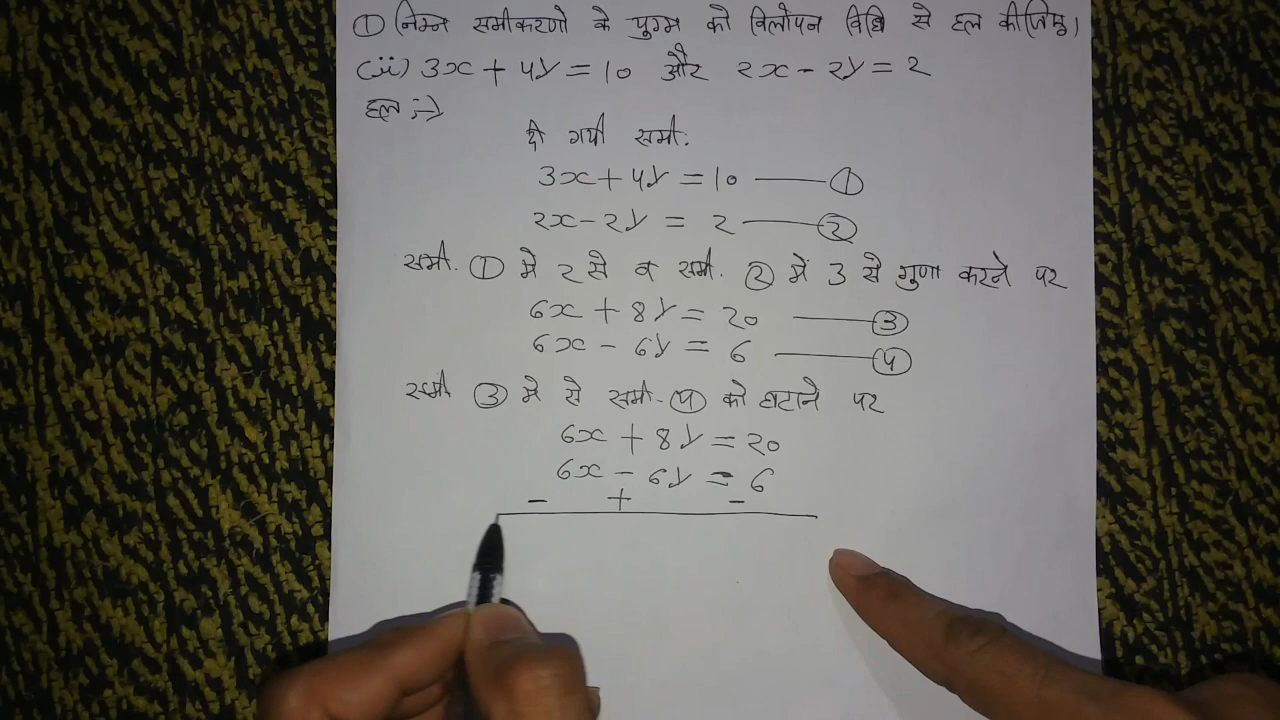 ① निम्न समीकरणो के युग्म को विलोपन विधि से हल कीजिए।
(ii) 3x + 4y = 10 और 2x - 2y = 2
हल :->
दी गयी समी.
3x + 4y = 10 —— ①
2x - 2y = 2 —— ②
समी. ① मे 2 से व समी. ② में 3 से गुणा करने पर
6x + 8y = 20 —— ③
6x - 6y = 6 —— ④
समी. ③ मे से समी. ④ को घटाने पर
6x + 8y = 20
6x - 6y = 6
- + -